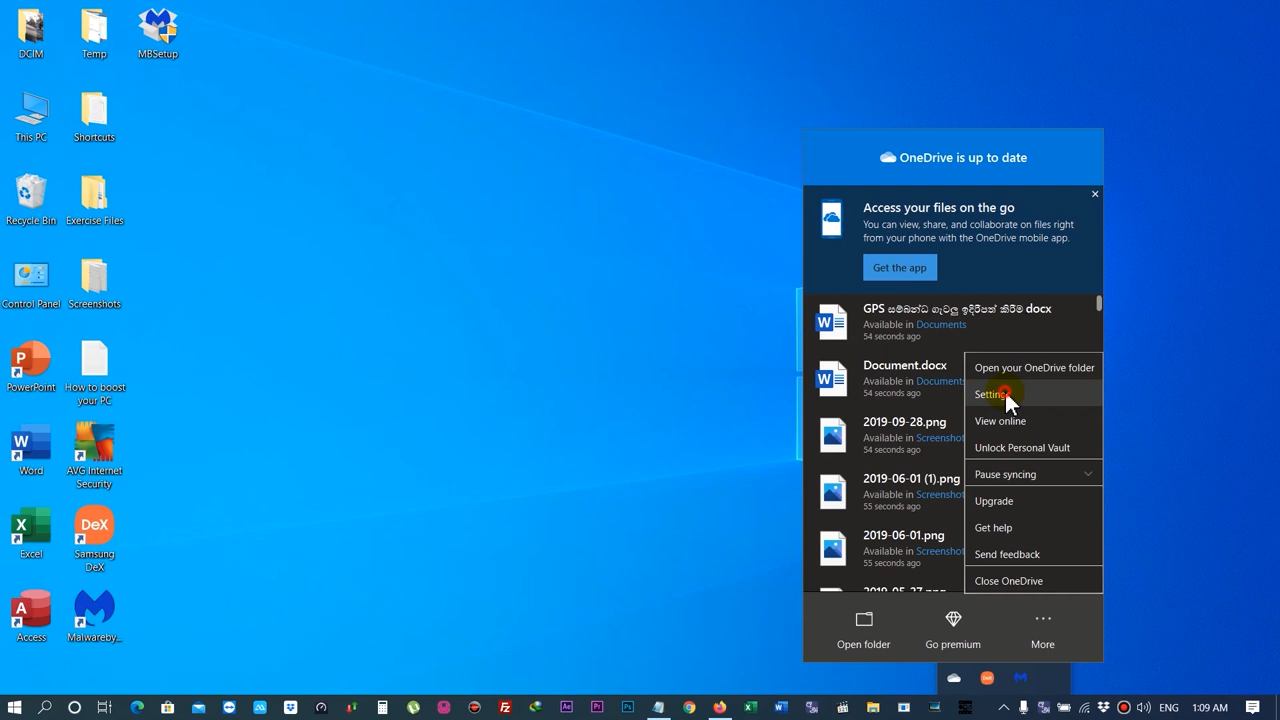 DCIM
Temp
MBSetup
This PC
Shortcuts
Recycle Bin
Exercise Files
Control Panel
Screenshots
PowerPoint
How to boost
your PC
Word
AVG Internet
Security
Excel
DeX
Samsung
DeX
Access
Malwareby...
OneDrive is up to date
Access your files on the go
You can view, share, and collaborate on files right
from your phone with the OneDrive mobile app.
Get the app
GPS සම්බන්ධ ගැටලු ඉදිරිපත් කිරීම docx
Available in Documents
54 seconds ago
Document.docx
Available in Documents
54 seconds ago
2019-09-28.png
Available in Screenshot
54 seconds ago
2019-06-01 (1).png
Available in Screenshot
55 seconds ago
2019-06-01.png
Available in Screenshot
55 seconds ago
Open your OneDrive folder
Setting
View online
Unlock Personal Vault
Pause syncing
Upgrade
Get help
Send feedback
Close OneDrive
Open folder
Go premium
More
ENG
1:09 AM